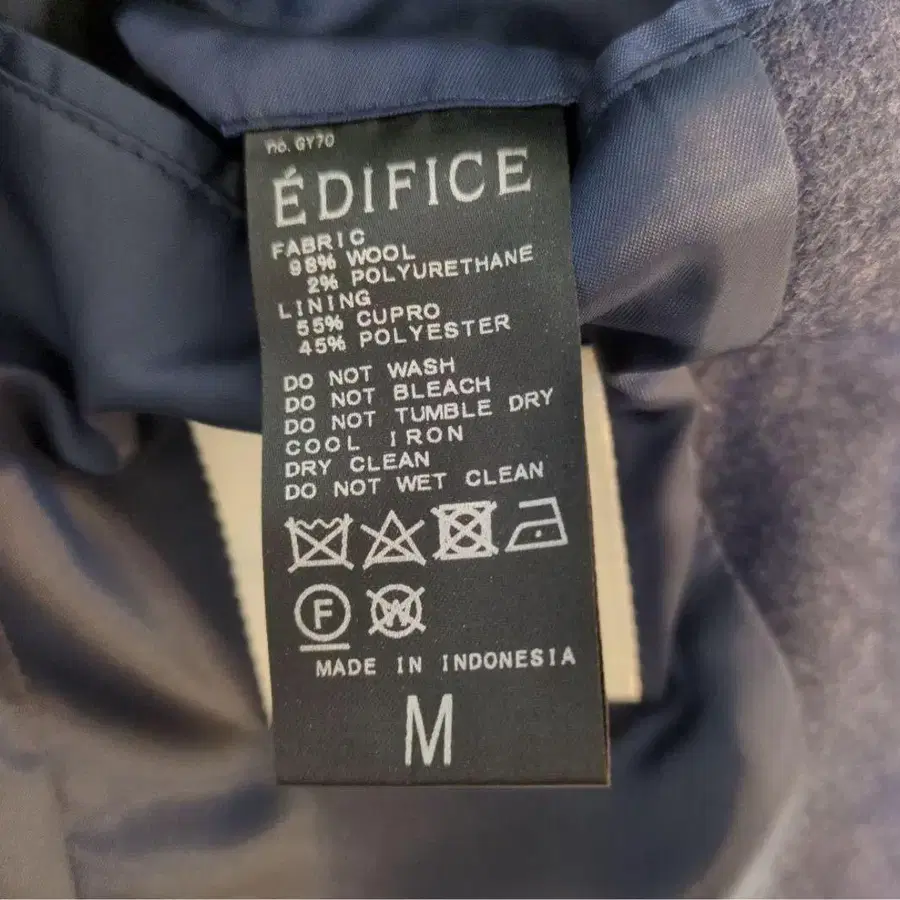 no. GY70
ÉDIFICE
FABRIC
98% WOOL
2% POLYURETHANE
LINING
55% CUPRO
45% POLYESTER
DO NOT WASH
DO NOT BLEACH
DO NOT TUMBLE DRY
COOL IRON
DRY CLEAN
DO NOT WET CLEAN
F W
MADE IN INDONESIA
M